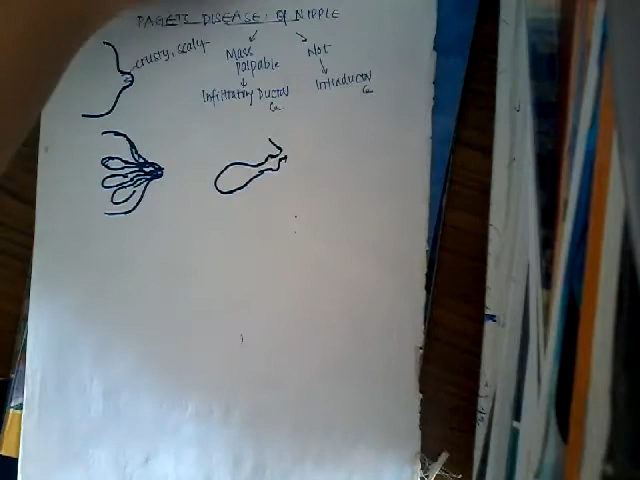 PAGETS DISEASE: OF NIPPLE
crusty, scaly
Mass
palpable
Infiltrating Ductal
Ca
Not
Intraductal
Ca